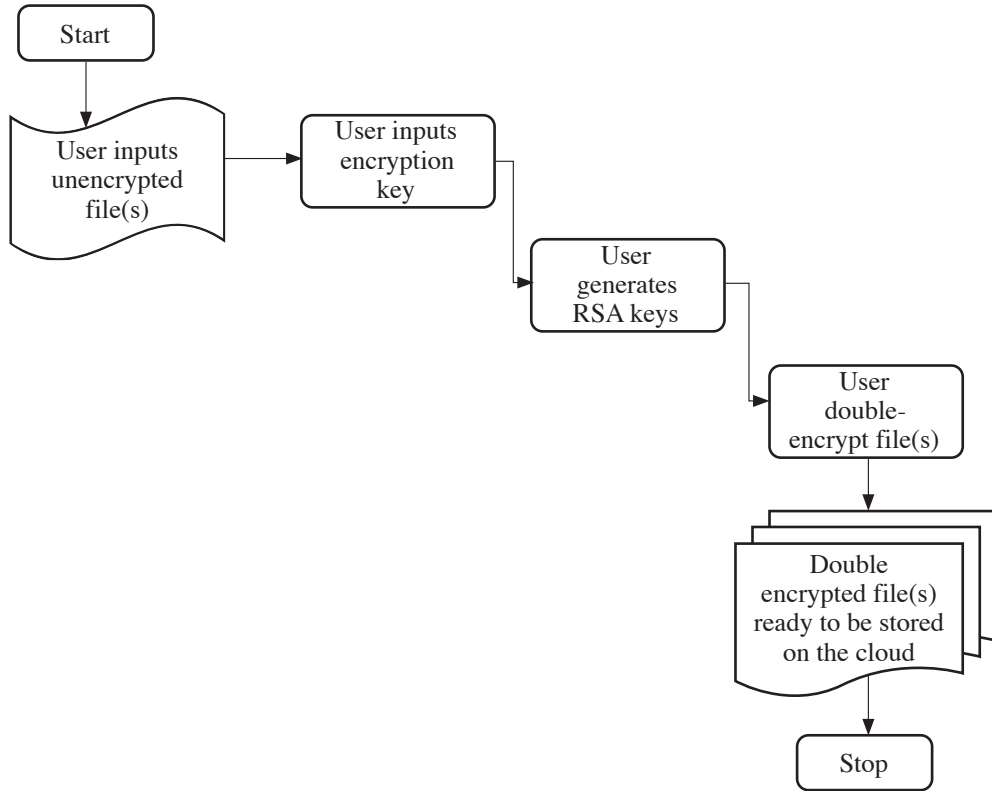 Start
User inputs
unencrypted
file(s)
User inputs
encryption
key
User
generates
RSA keys
User
double-
encrypt file(s)
Double
encrypted file(s)
ready to be stored
on the cloud
Stop